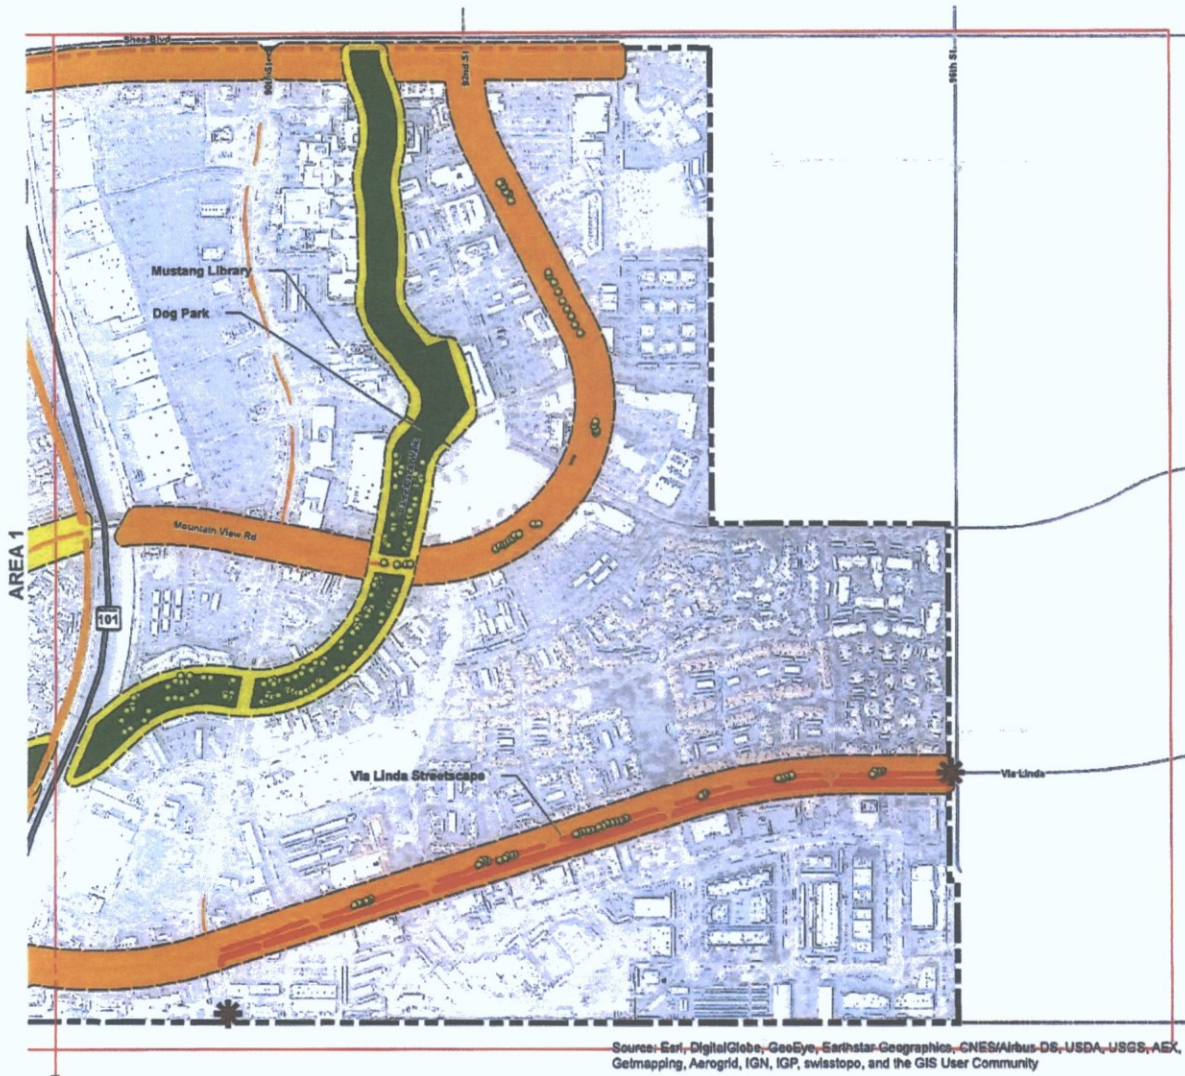 Shea Blvd
90th St
92nd St
96th St
Mustang Library
Dog Park
Mountain View Rd
AREA 1
101
Via Linda Streetscape
Via Linda
Source: Esri, DigitalGlobe, GeoEye, Earthstar Geographics, CNES/Airbus DS, USDA, USGS, AEX,
Getmapping, Aerogrid, IGN, IGP, swisstopo, and the GIS User Community